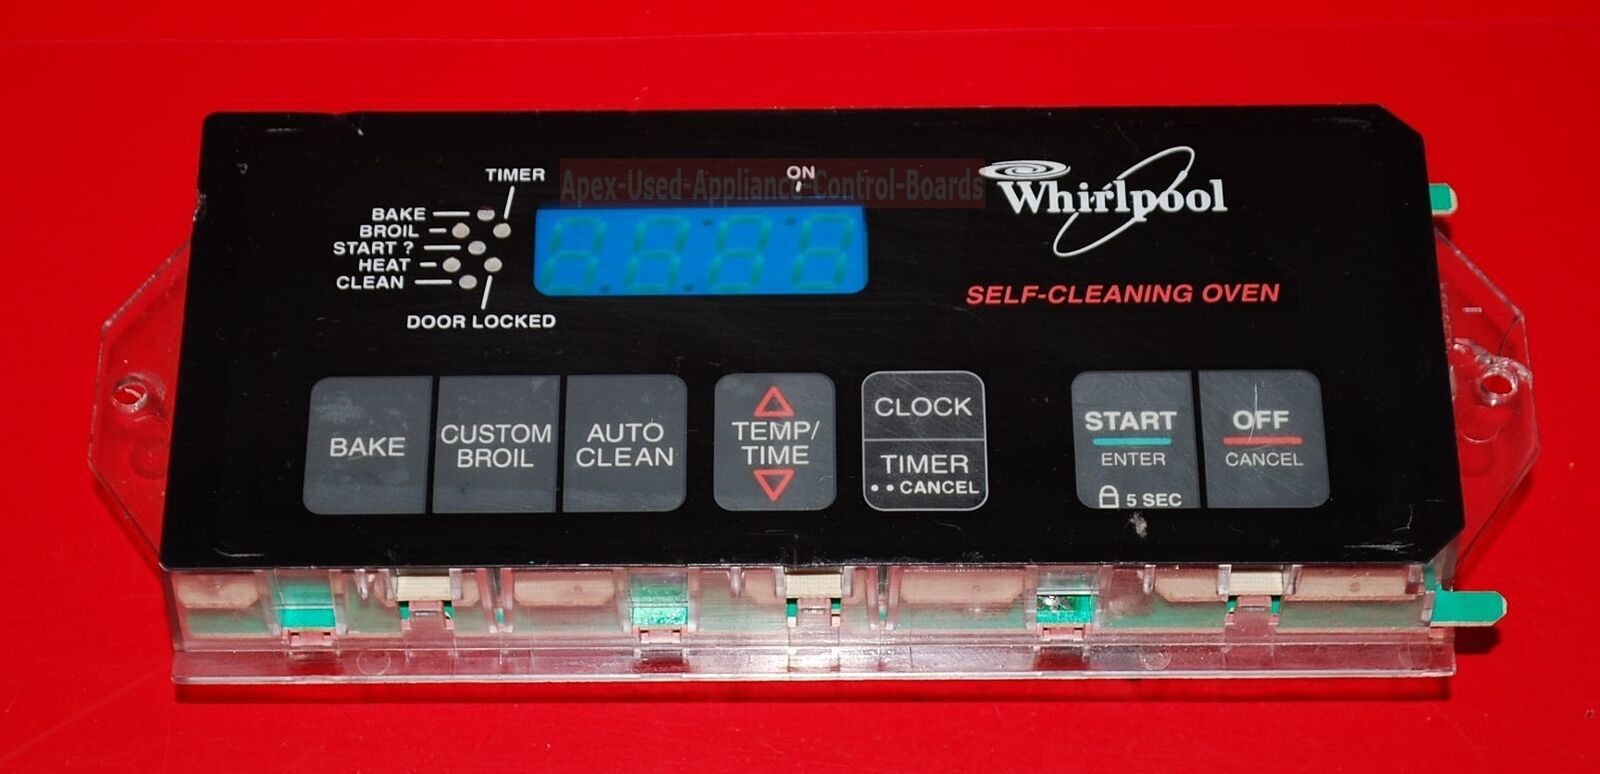 TIMER
ON
Apex-Used-Appliance-Control-Boards
Whirlpool
BAKE
BROIL
START ?
HEAT
CLEAN
DOOR LOCKED
SELF-CLEANING OVEN
BAKE
CUSTOM
BROIL
AUTO
CLEAN
TEMP/
TIME
CLOCK
TIMER
••CANCEL
START
ENTER
5 SEC
OFF
CANCEL